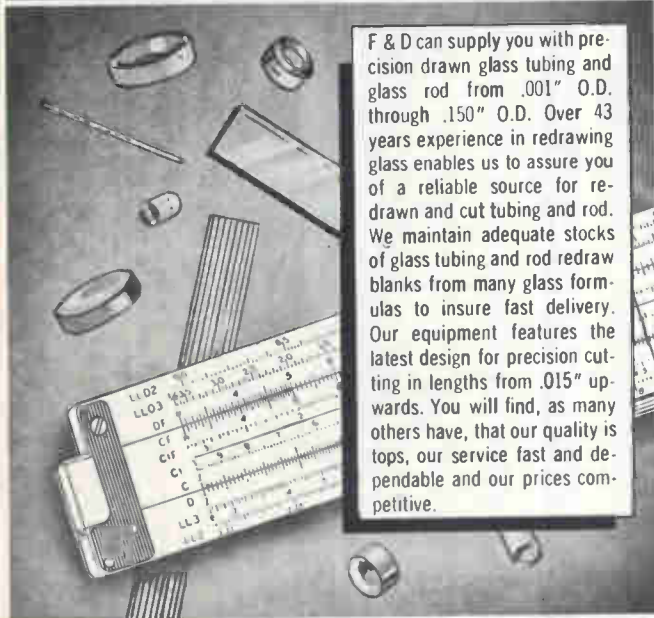 F & D can supply you with pre-
cision drawn glass tubing and
glass rod from .001" O.D.
through .150" O.D. Over 43
years experience in redrawing
glass enables us to assure you
of a reliable source for re-
drawn and cut tubing and rod.
We maintain adequate stocks
of glass tubing and rod redraw
blanks from many glass form-
ulas to insure fast delivery.
Our equipment features the
latest design for precision cut-
ting in lengths from .015" up-
wards. You will find, as many
others have, that our quality is
tops, our service fast and de-
pendable and our prices com-
petitive.
LL02
LL03
DF
CF
CIF
CI
C
D
LL3